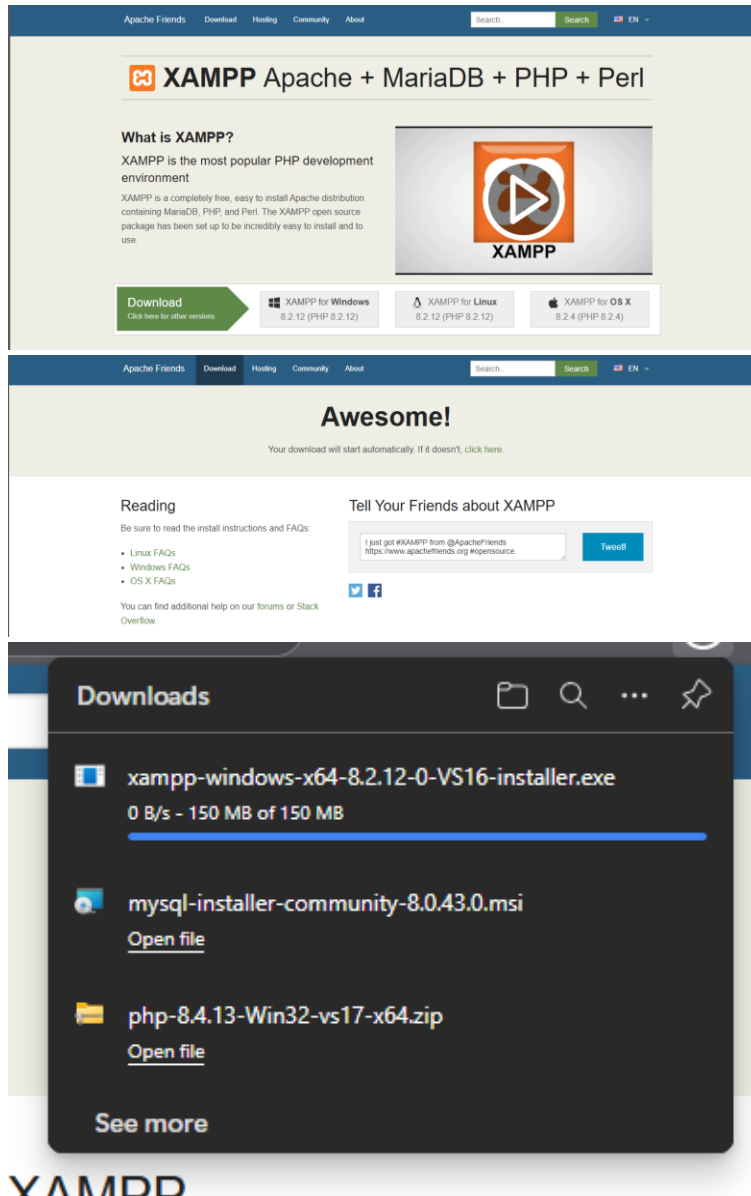 Apache Friends Download Hosting Community About Search... Search EN
XAMPP Apache + MariaDB + PHP + Perl
What is XAMPP?
XAMPP is the most popular PHP development
environment
XAMPP is a completely free, easy to install Apache distribution
containing MariaDB, PHP, and Perl. The XAMPP open source
package has been set up to be incredibly easy to install and to
use.
XAMPP
Download
Click here for other versions
XAMPP for Windows
8.2.12 (PHP 8.2.12)
XAMPP for Linux
8.2.12 (PHP 8.2.12)
XAMPP for OS X
8.2.4 (PHP 8.2.4)
Apache Friends Download Hosting Community About Search... Search EN
Awesome!
Your download will start automatically. If it doesn't, click here.
Reading
Be sure to read the install instructions and FAQs:
Linux FAQs
Windows FAQs
OS X FAQs
You can find additional help on our forums or Stack
Overflow.
Tell Your Friends about XAMPP
I just got #XAMPP from @ApacheFriends
https://www.apachefriends.org #opensource.
Tweet!
Downloads
xampp-windows-x64-8.2.12-0-VS16-installer.exe
0 B/s - 150 MB of 150 MB
mysql-installer-community-8.0.43.0.msi
Open file
php-8.4.13-Win32-vs17-x64.zip
Open file
See more
XAMPP